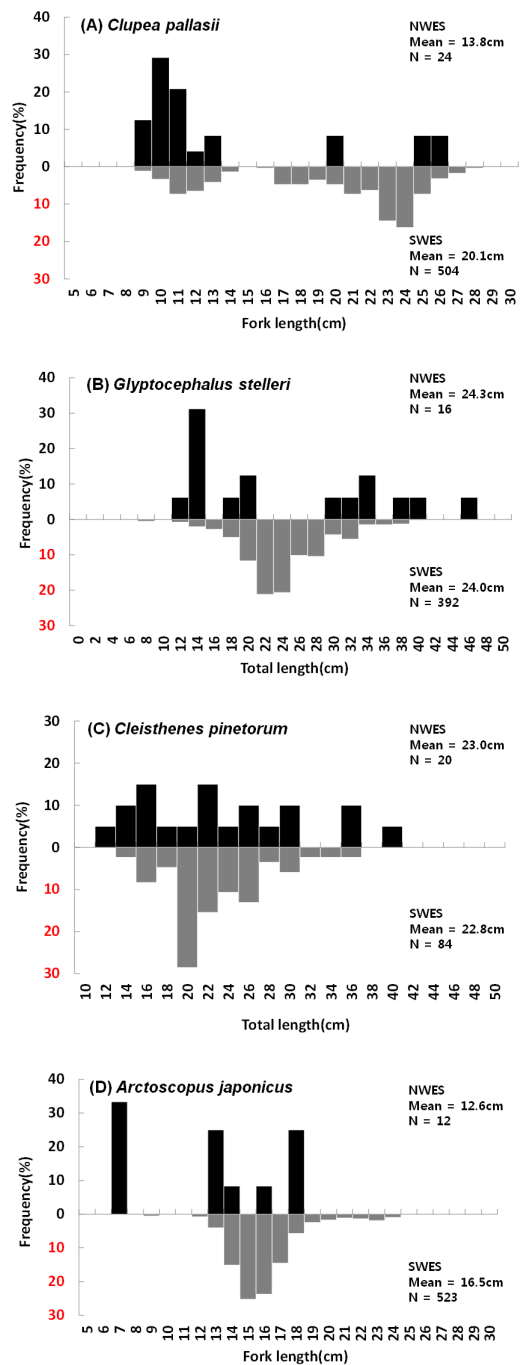 (A) Clupea pallasii
NWES
Mean = 13.8cm
N = 24
Frequency(%)
40
30
20
10
0
10
20
30
SWES
Mean = 20.1cm
N = 504
5 6 7 8 9 10 11 12 13 14 15 16 17 18 19 20 21 22 23 24 25 26 27 28 29 30
Fork length(cm)
(B) Glyptocephalus stelleri
NWES
Mean = 24.3cm
N = 16
Frequency(%)
40
30
20
10
0
10
20
30
SWES
Mean = 24.0cm
N = 392
0 2 4 6 8 10 12 14 16 18 20 22 24 26 28 30 32 34 36 38 40 42 44 46 48 50
Total length(cm)
(C) Cleisthenes pinetorum
NWES
Mean = 23.0cm
N = 20
Frequency(%)
30
20
10
0
10
20
30
SWES
Mean = 22.8cm
N = 84
10 12 14 16 18 20 22 24 26 28 30 32 34 36 38 40 42 44 46 48 50
Total length(cm)
(D) Arctoscopus japonicus
NWES
Mean = 12.6cm
N = 12
Frequency(%)
40
30
20
10
0
10
20
30
SWES
Mean = 16.5cm
N = 523
5 6 7 8 9 10 11 12 13 14 15 16 17 18 19 20 21 22 23 24 25 26 27 28 29 30
Fork length(cm)